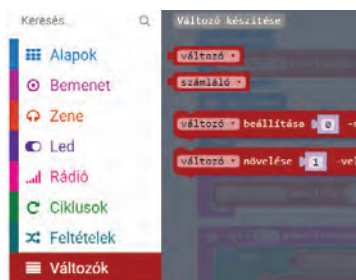 Keresés.
Változó készítése
Alapok
változó
számláló
Bemenet
Zene
változó beállítása 0
Led
változó növelése 1 -vel
Rádió
Ciklusok
Feltételek
Változók